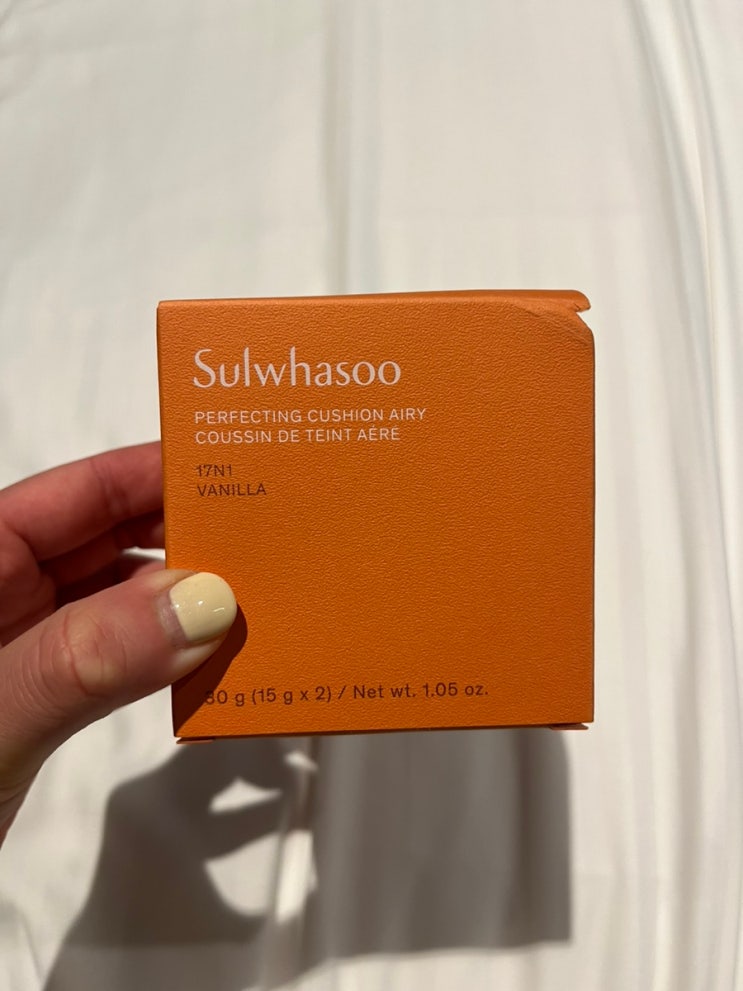 Sulwhasoo
PERFECTING CUSHION AIRY
COUSSIN DE TEINT AÉRÉ
17N1
VANILLA
30 g (15 g x 2) / Net wt. 1.05 oz.